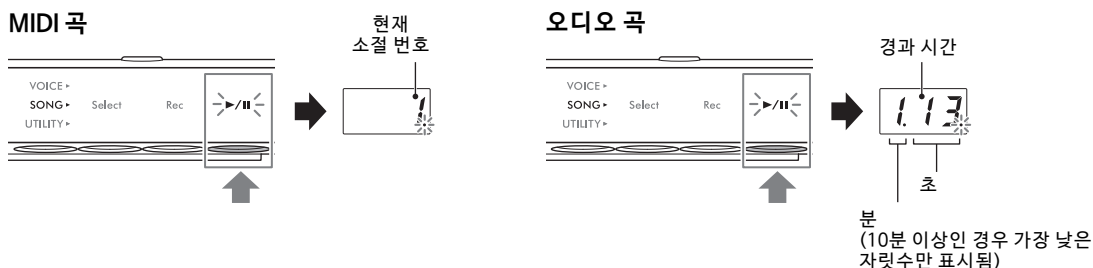 MIDI 곡
현재
소절 번호
VOICE ▸
SONG ▸ Select Rec ▶/❚❚
UTILITY ▸
1
오디오 곡
경과 시간
VOICE ▸
SONG ▸ Select Rec ▶/❚❚
UTILITY ▸
1.13
초
분
(10분 이상인 경우 가장 낮은
자릿수만 표시됨)